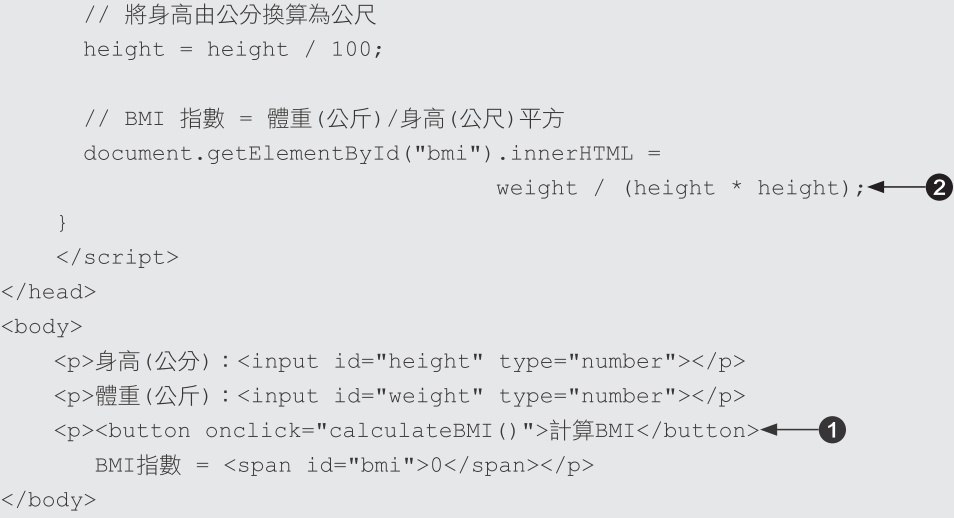 // 將身高由公分換算為公尺
height = height / 100;
// BMI 指數 = 體重(公斤)/身高(公尺)平方
document.getElementById("bmi").innerHTML =
weight / (height * height); 2
}
</script>
</head>
<body>
<p>身高(公分)：<input id="height" type="number"></p>
<p>體重(公斤)：<input id="weight" type="number"></p>
<p><button onclick="calculateBMI()">計算BMI</button> 1
BMI指數 = <span id="bmi">0</span></p>
</body>